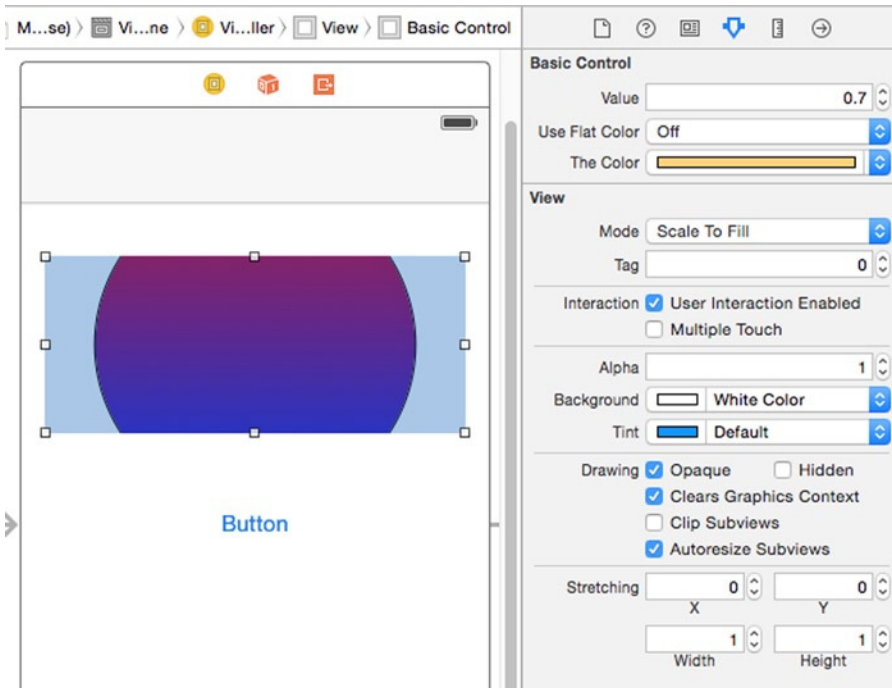 M...se) Vi...ne Vi...ller View Basic Control
Basic Control
Value 0.7
Use Flat Color Off
The Color
View
Mode Scale To Fill
Tag 0
Interaction User Interaction Enabled
Multiple Touch
Alpha 1
Background White Color
Tint Default
Drawing Opaque Hidden
Clears Graphics Context
Clip Subviews
Autoresize Subviews
Stretching 0 0
X Y
1 1
Width Height
Button